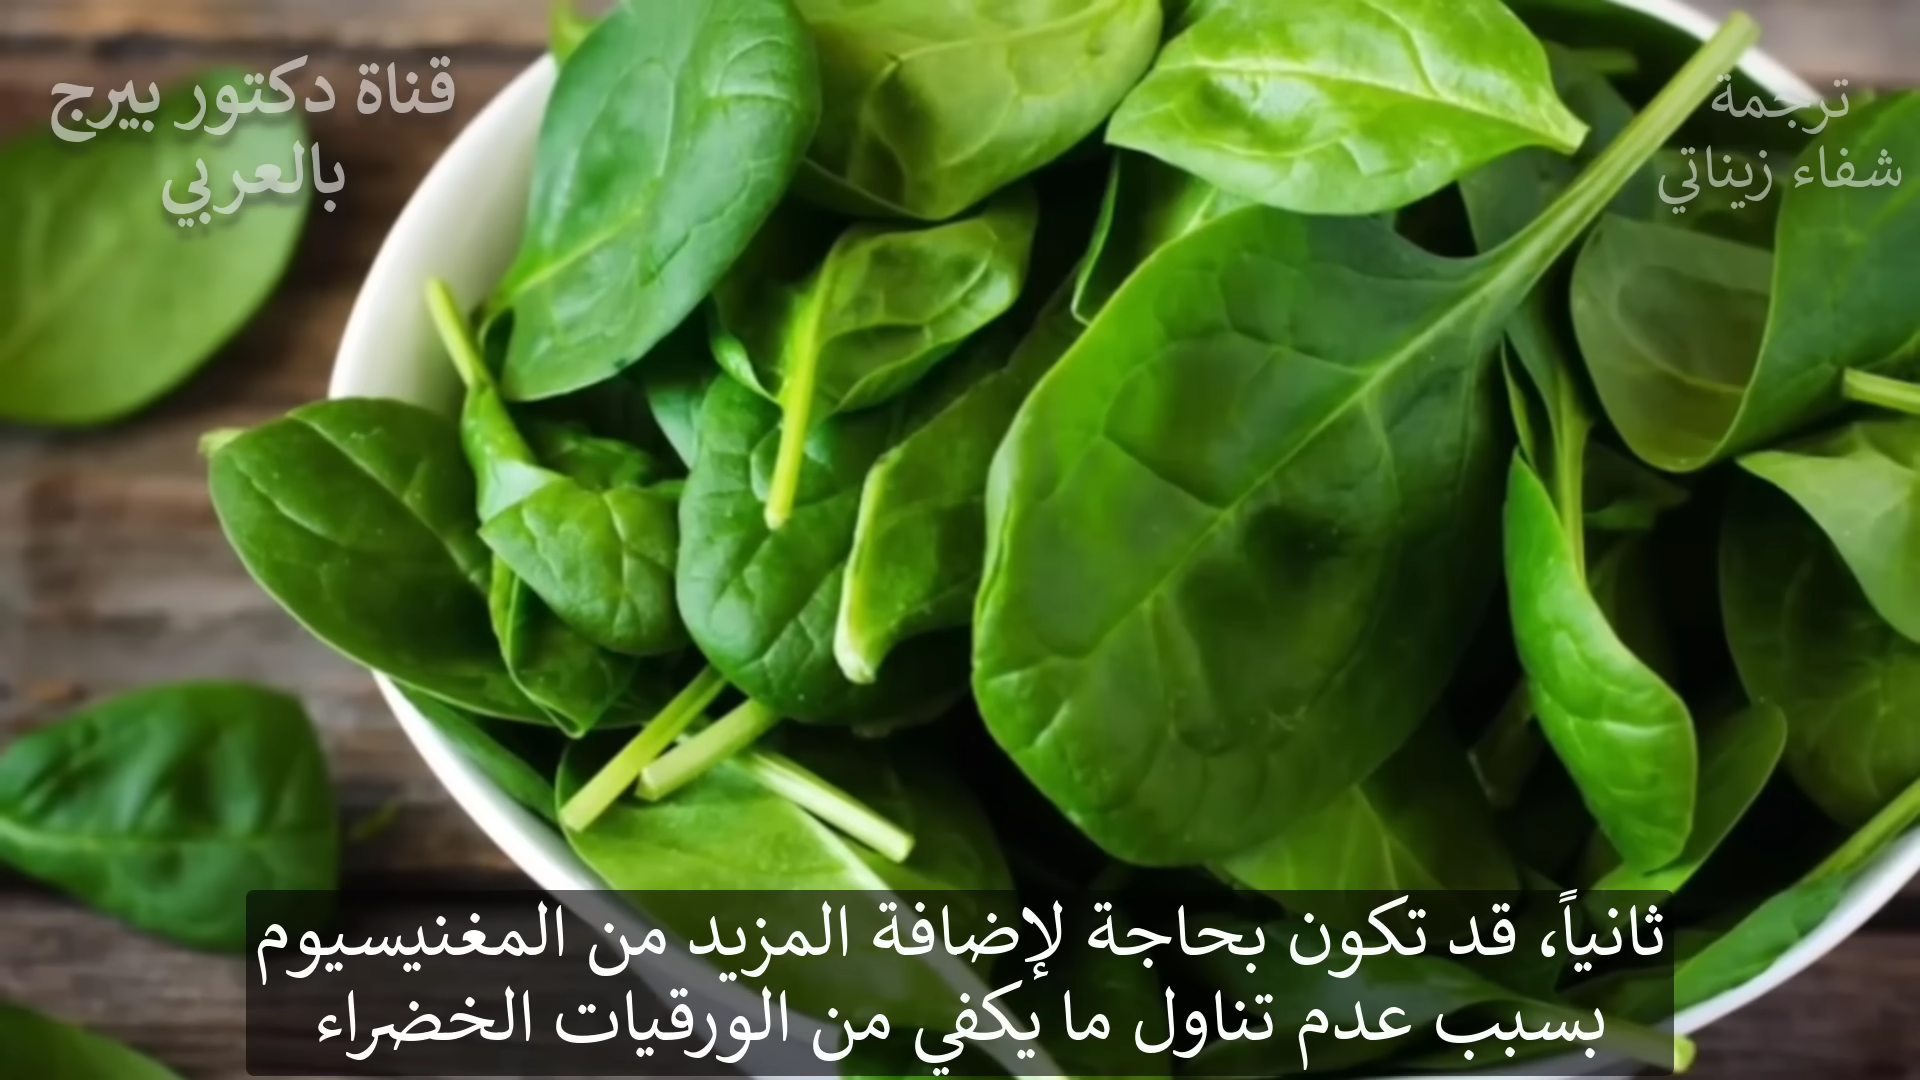 قناة دكتور بيرج
بالعربي
ترجمة
شفاء زيناتي
ثانياً، قد تكون بحاجة لإضافة المزيد من المغنيسيوم
بسبب عدم تناول ما يكفي من الورقيات الخضراء